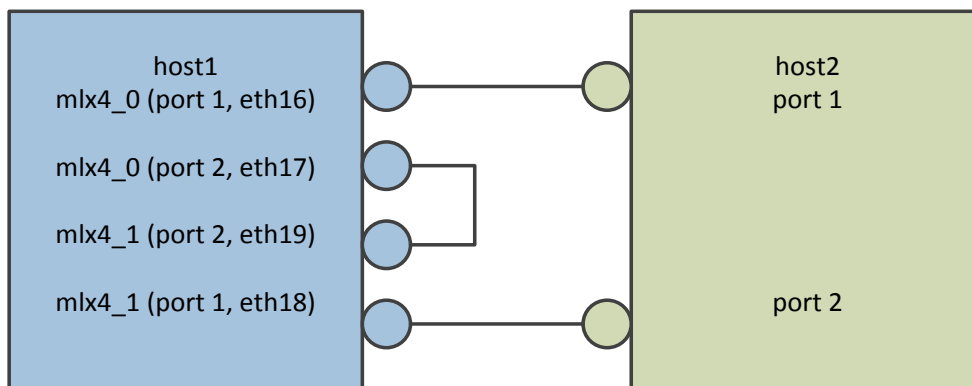 host1
mlx4_0 (port 1, eth16)
mlx4_0 (port 2, eth17)
mlx4_1 (port 2, eth19)
mlx4_1 (port 1, eth18)
host2
port 1
port 2